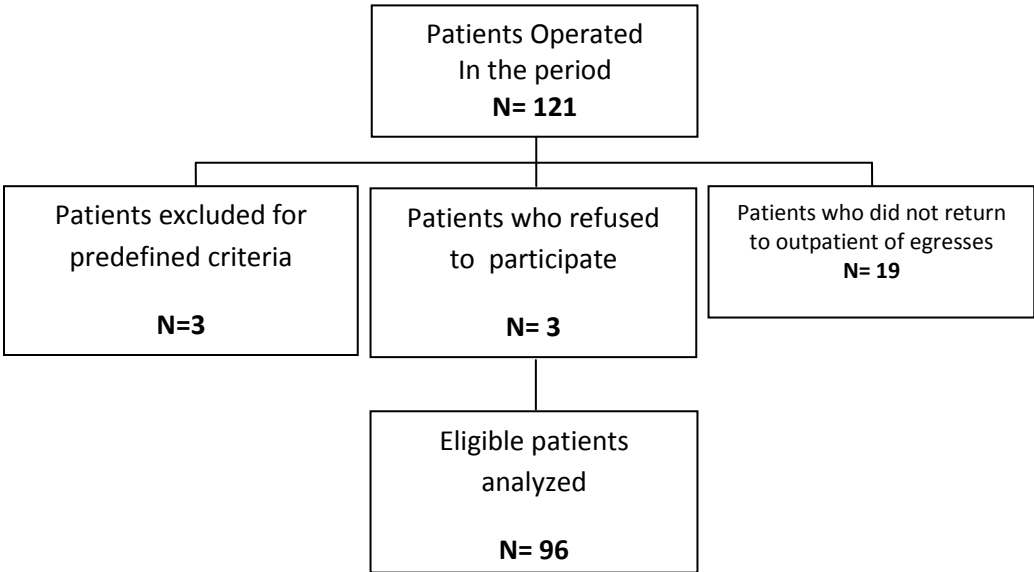 Patients Operated
In the period
N= 121
Patients excluded for
predefined criteria
N=3
Patients who refused
to participate
N= 3
Patients who did not return
to outpatient of egresses
N= 19
Eligible patients
analyzed
N= 96